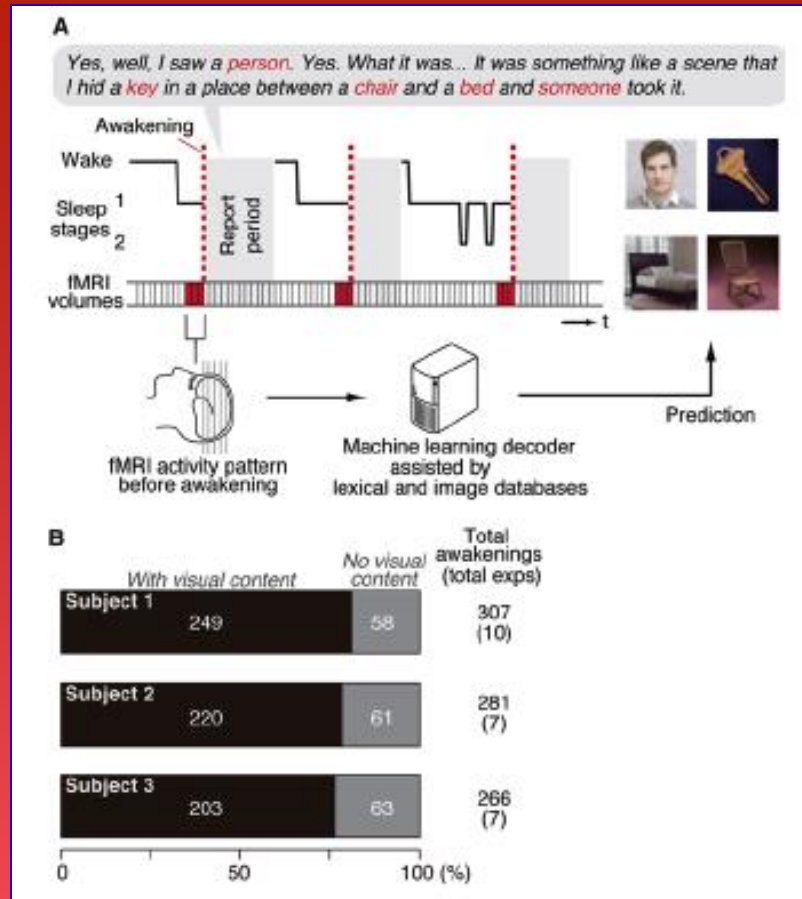 A
Yes, well, I saw a person. Yes. What it was... It was something like a scene that
I hid a key in a place between a chair and a bed and someone took it.
Awakening
Wake
Sleep
stages
1
2
Report
period
fMRI
volumes
t
fMRI activity pattern
before awakening
Machine learning decoder
assisted by
lexical and image databases
Prediction
B
With visual content
No visual
content
Total
awakenings
(total exps)
Subject 1
249
58
307
(10)
Subject 2
220
61
281
(7)
Subject 3
203
63
266
(7)
0
50
100 (%)